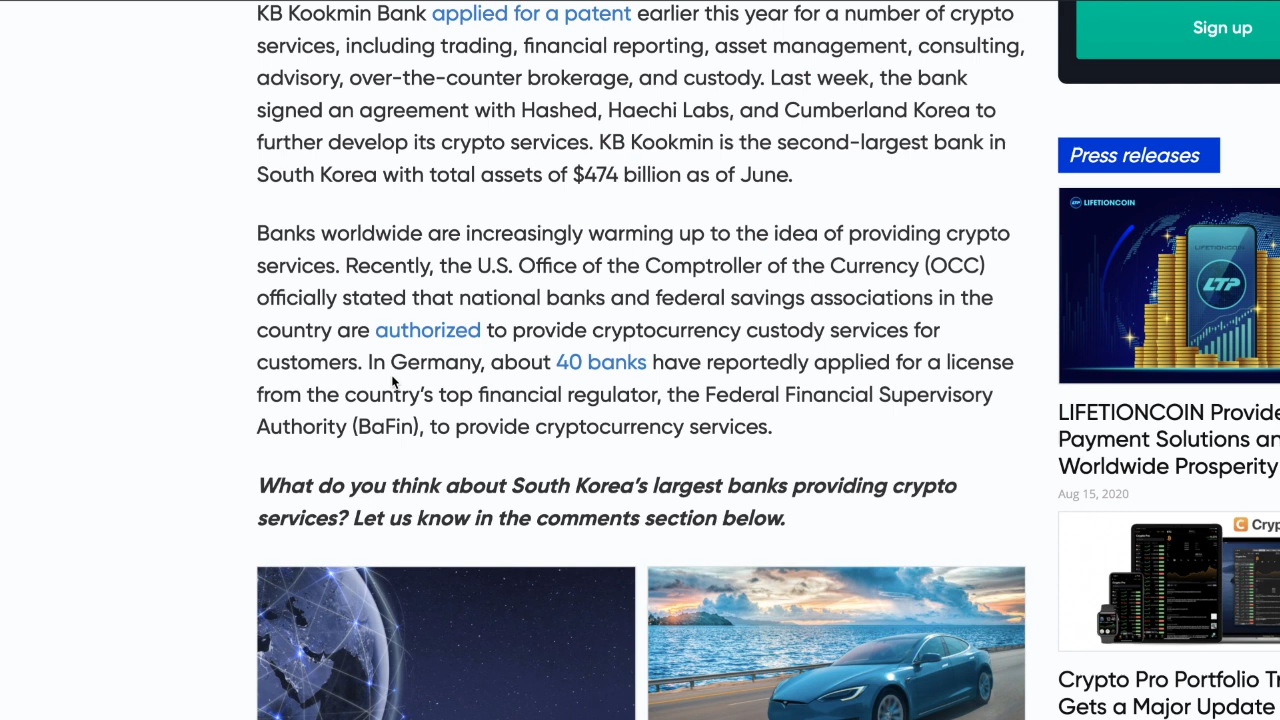 KB Kookmin Bank applied for a patent earlier this year for a number of crypto
services, including trading, financial reporting, asset management, consulting,
advisory, over-the-counter brokerage, and custody. Last week, the bank
signed an agreement with Hashed, Haechi Labs, and Cumberland Korea to
further develop its crypto services. KB Kookmin is the second-largest bank in
South Korea with total assets of $474 billion as of June.
Banks worldwide are increasingly warming up to the idea of providing crypto
services. Recently, the U.S. Office of the Comptroller of the Currency (OCC)
officially stated that national banks and federal savings associations in the
country are authorized to provide cryptocurrency custody services for
customers. In Germany, about 40 banks have reportedly applied for a license
from the country's top financial regulator, the Federal Financial Supervisory
Authority (BaFin), to provide cryptocurrency services.
What do you think about South Korea's largest banks providing crypto
services? Let us know in the comments section below.
Sign up
Press releases
LTP LIFETIONCOIN
LIFETIONCOIN
LTP
LIFETIONCOIN Provide
Payment Solutions an
Worldwide Prosperity
Aug 15, 2020
Cryp
Crypto Pro Portfolio Tr
Gets a Major Update